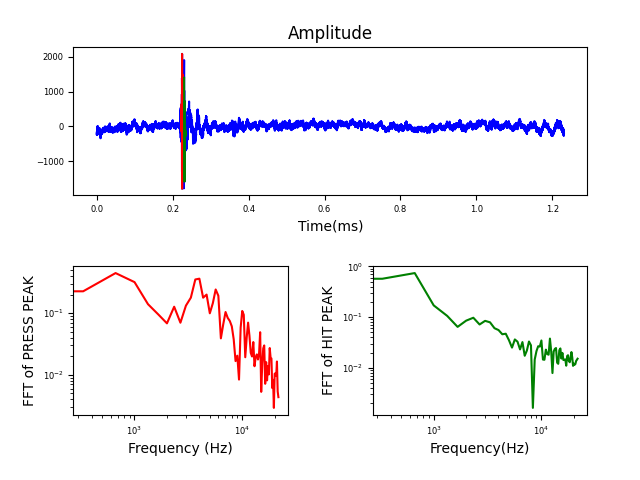 Amplitude
2000
1000
0
−1000
0.0 0.2 0.4 0.6 0.8 1.0 1.2
Time(ms)
FFT of PRESS PEAK
10⁻¹
10⁻²
10³ 10⁴
Frequency (Hz)
FFT of HIT PEAK
10⁰
10⁻¹
10⁻²
10³ 10⁴
Frequency(Hz)